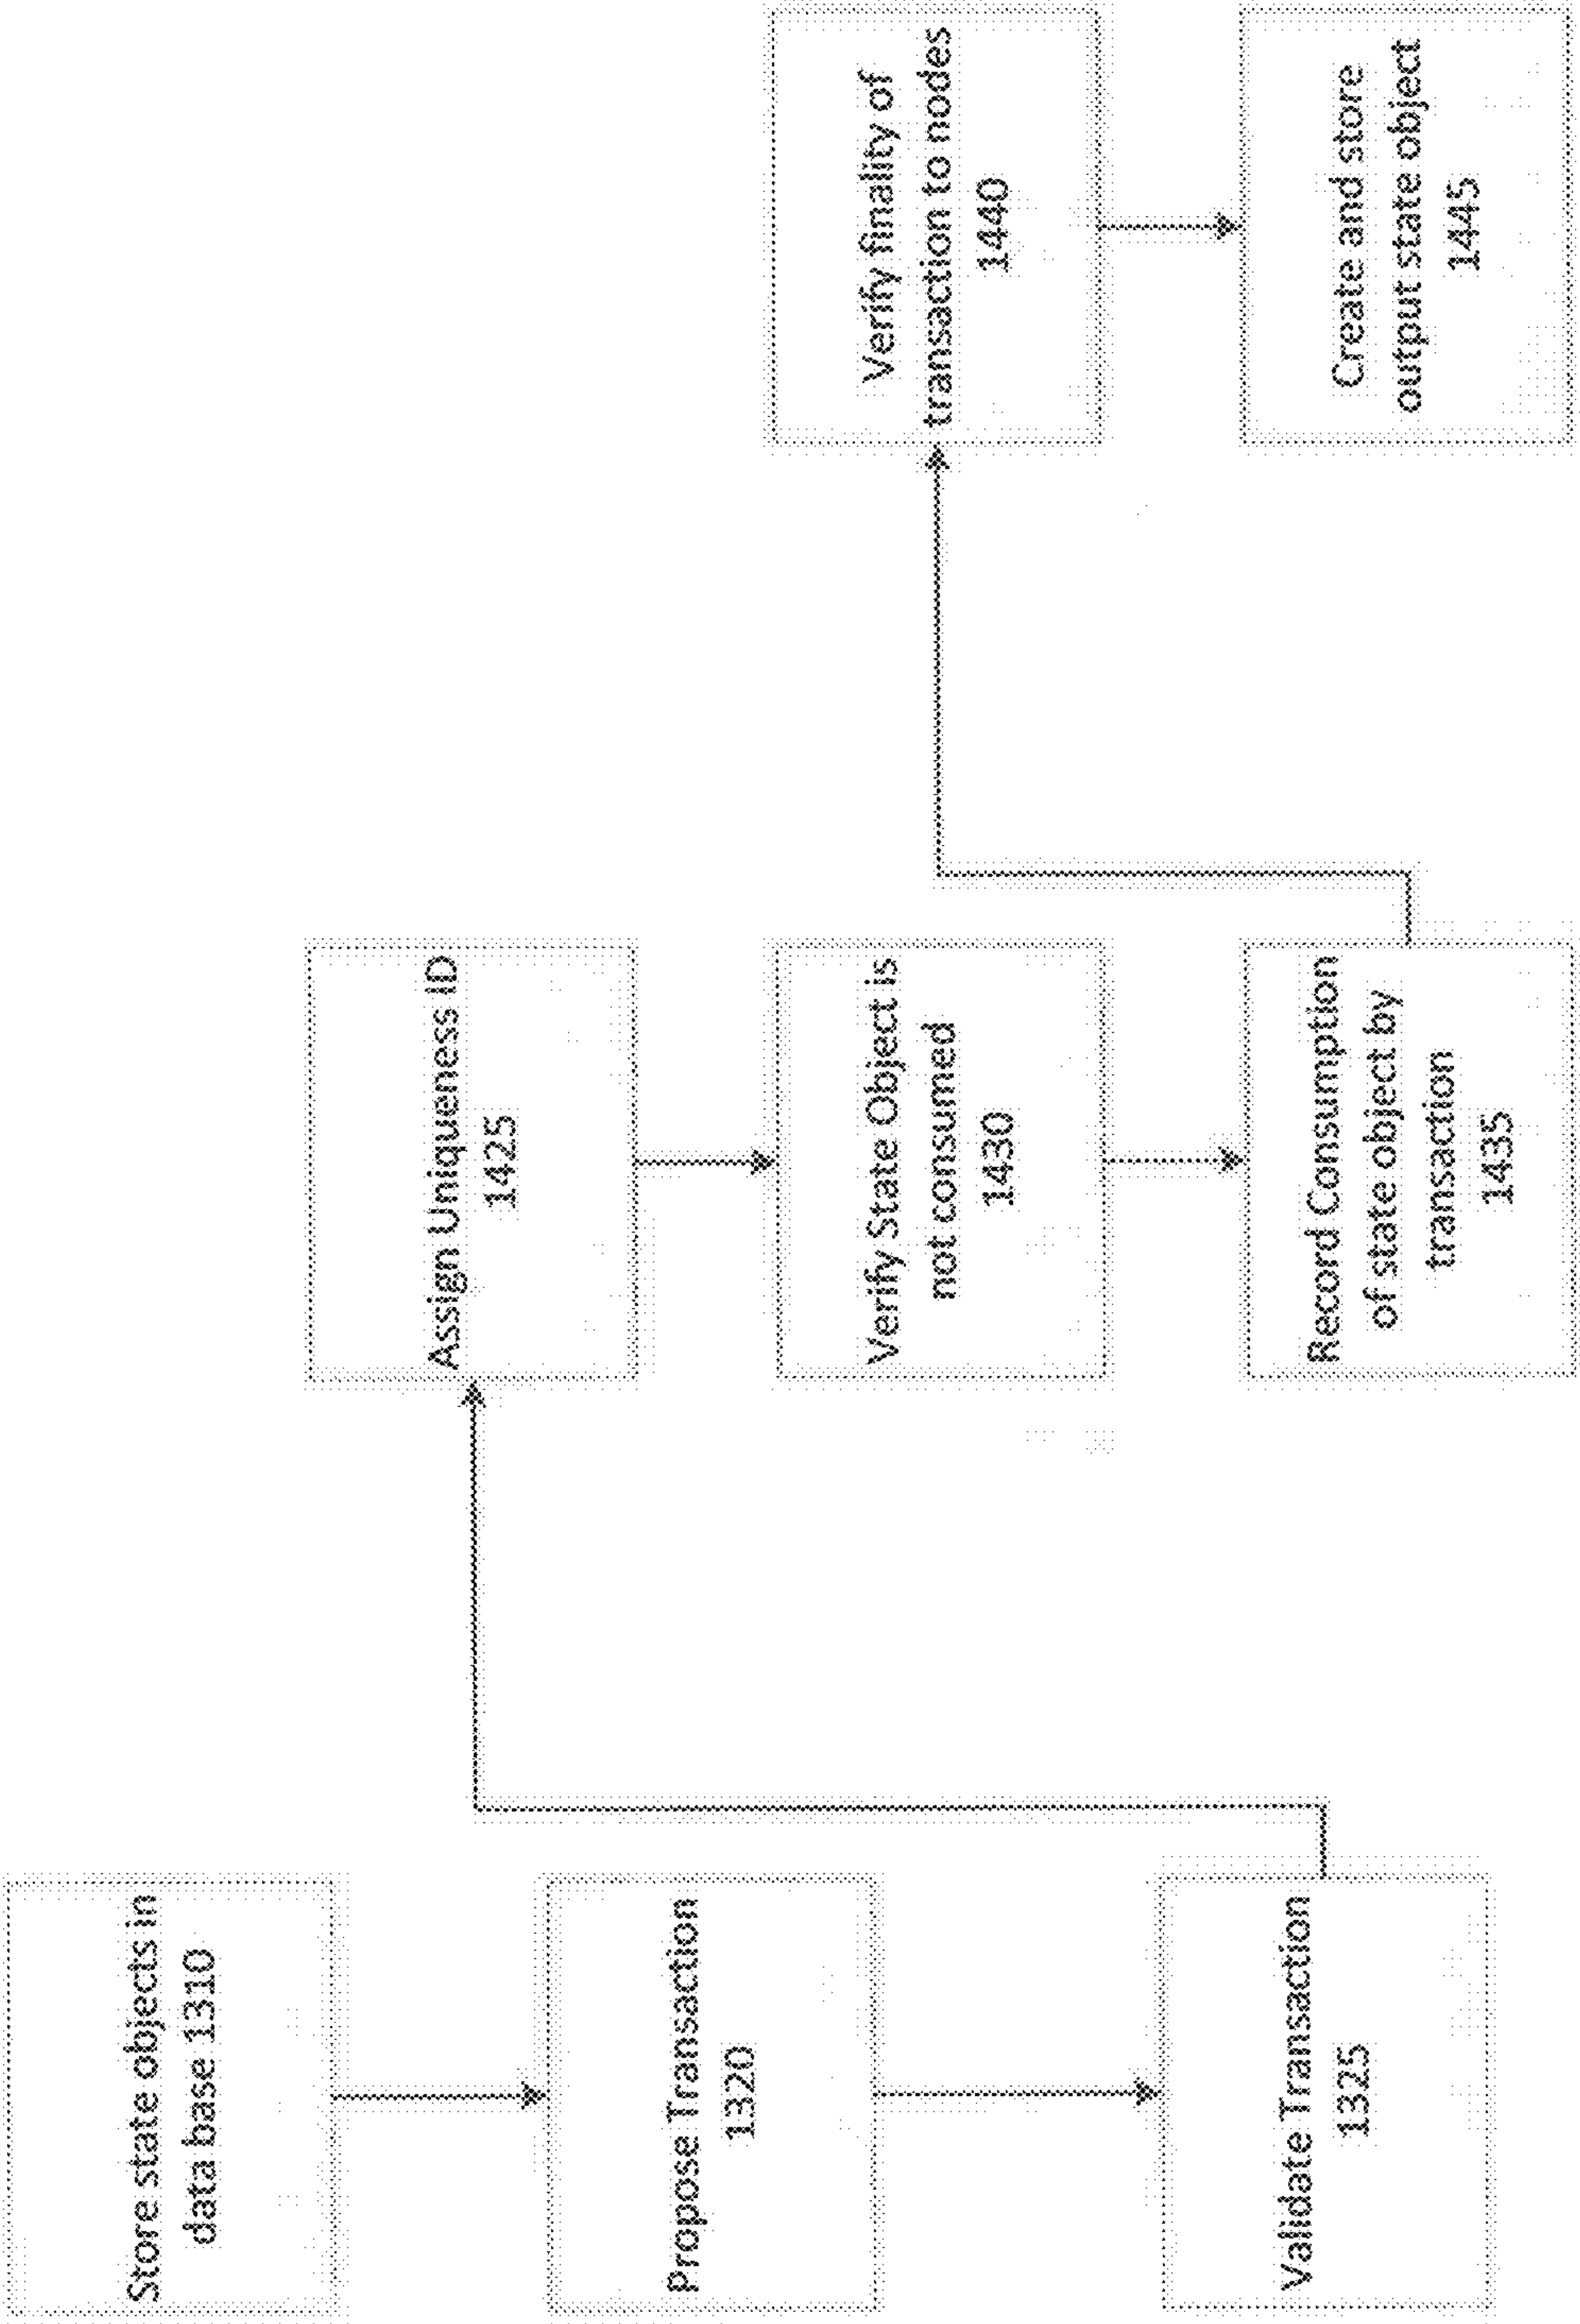 Store state objects in
data base 1310
Propose Transaction
1320
Validate Transaction
1325
Assign Uniqueness ID
1425
Verify State Object is
not consumed
1430
Record Consumption
of state object by
transaction
1435
Verify finality of
transaction to nodes
1440
Create and store
output state object
1445